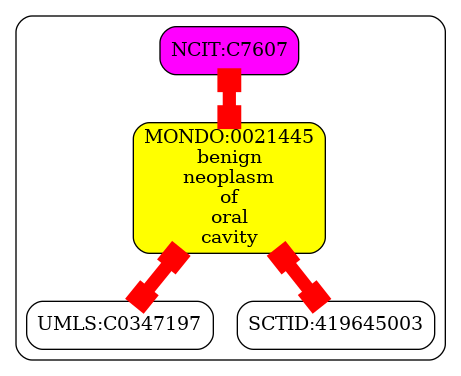 NCIT:C7607
MONDO:0021445
benign
neoplasm
of
oral
cavity
UMLS:C0347197
SCTID:419645003